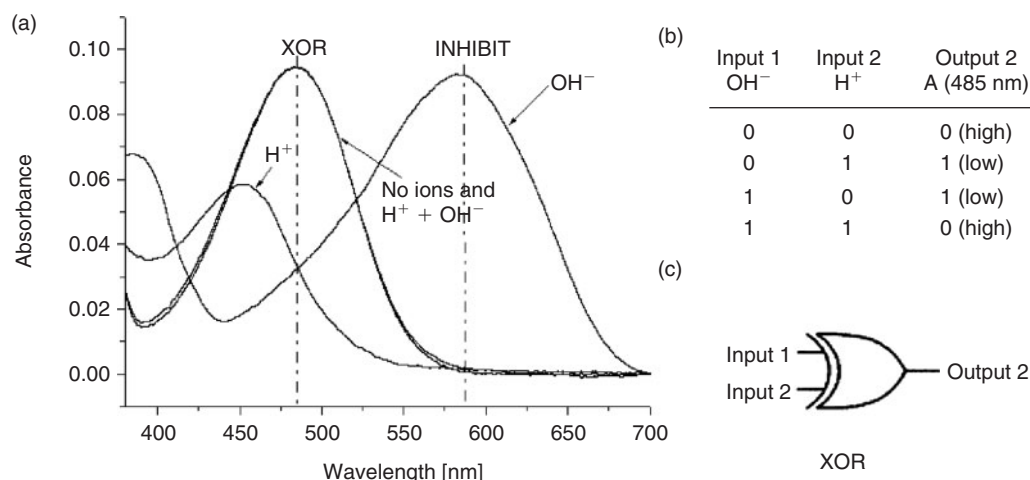 (a)
XOR
INHIBIT
0.10
0.08
0.06
0.04
0.02
0.00
Absorbance
OH⁻
H⁺
No ions and
H⁺ + OH⁻
400
450
500
550
600
650
700
Wavelength [nm]
(b)
Input 1 Input 2 Output 2
OH⁻ H⁺ A (485 nm)
0 0 0 (high)
0 1 1 (low)
1 0 1 (low)
1 1 0 (high)
(c)
Input 1
Input 2
Output 2
XOR